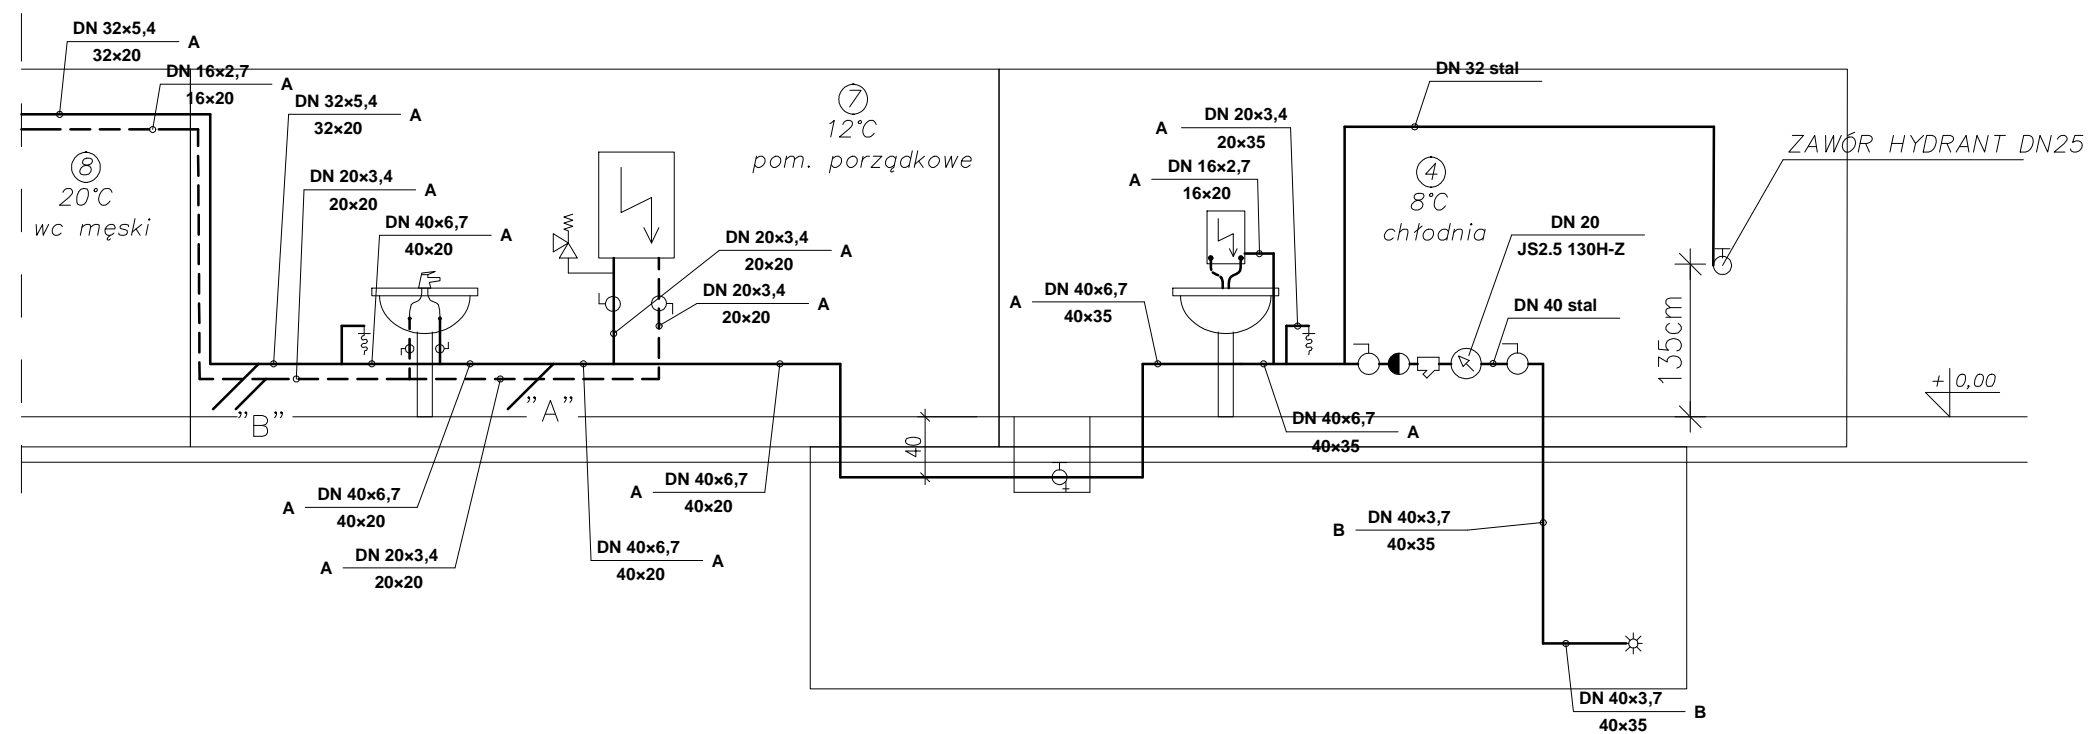 DN 32×5,4
A
32×20
DN 16×2,7
A
16×20
DN 32×5,4
A
32×20
8
20°C
wc męski
DN 20×3,4
A
20×20
DN 40×6,7
A
40×20
7
12°C
pom. porządkowe
DN 20×3,4
A
20×20
DN 20×3,4
A
20×20
"B"
"A"
DN 40×6,7
A
40×20
DN 20×3,4
A
20×20
DN 40×6,7
A
40×20
DN 40×6,7
A
40×20
40
DN 40×6,7
A
40×35
DN 20×3,4
A
20×35
DN 16×2,7
A
16×20
DN 32 stal
4
8°C
chłodnia
ZAWÓR HYDRANT DN25
DN 20
JS2.5 130H-Z
DN 40 stal
135cm
+ 0,00
DN 40×6,7
A
40×35
DN 40×3,7
B
40×35
DN 40×3,7
B
40×35